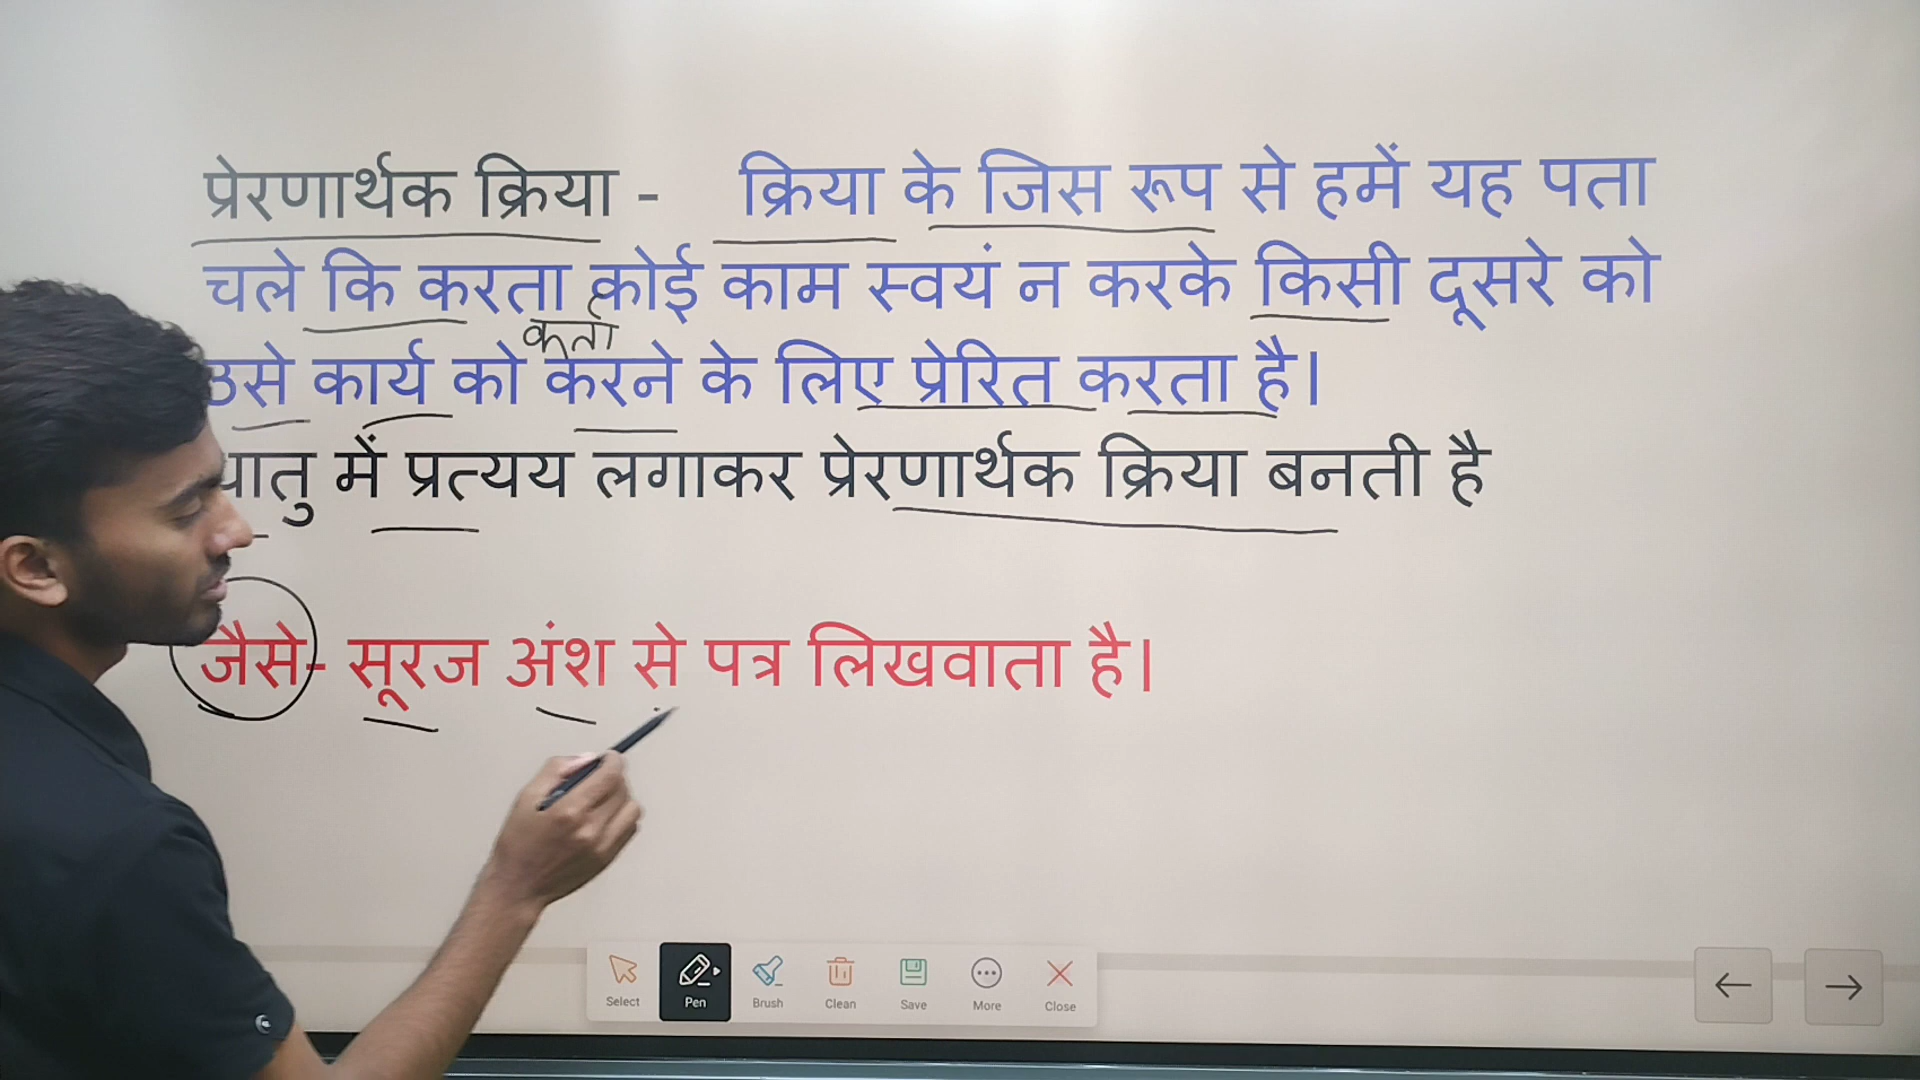 प्रेरणार्थक क्रिया - क्रिया के जिस रूप से हमें यह पता
चले कि करता कोई काम स्वयं न करके किसी दूसरे को
कर्ता
उसे कार्य को करने के लिए प्रेरित करता है।
धातु में प्रत्यय लगाकर प्रेरणार्थक क्रिया बनती है
जैसे- सूरज अंश से पत्र लिखवाता है।
Select Pen Brush Clean Save More Close